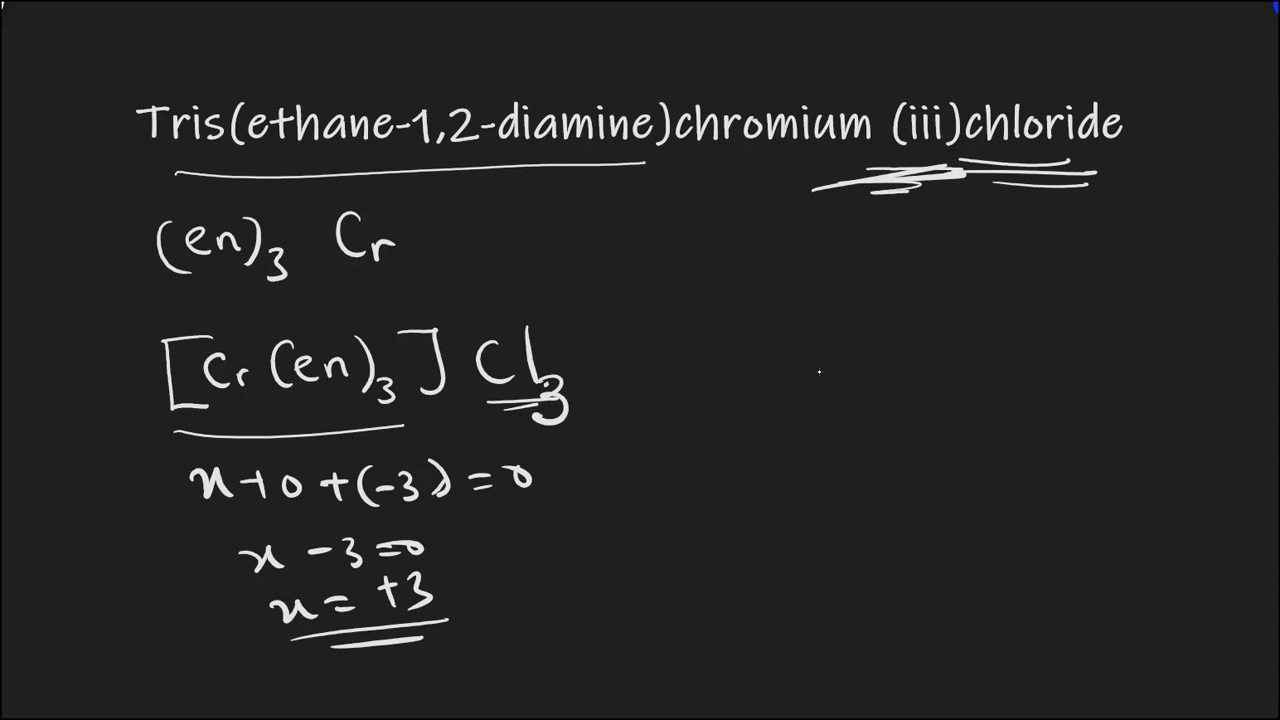 Tris(ethane-1,2-diamine)chromium (iii)chloride
(en)₃ Cr
[Cr(en)₃]Cl₃
x+0+(-3)=0
x-3=0
x=+3